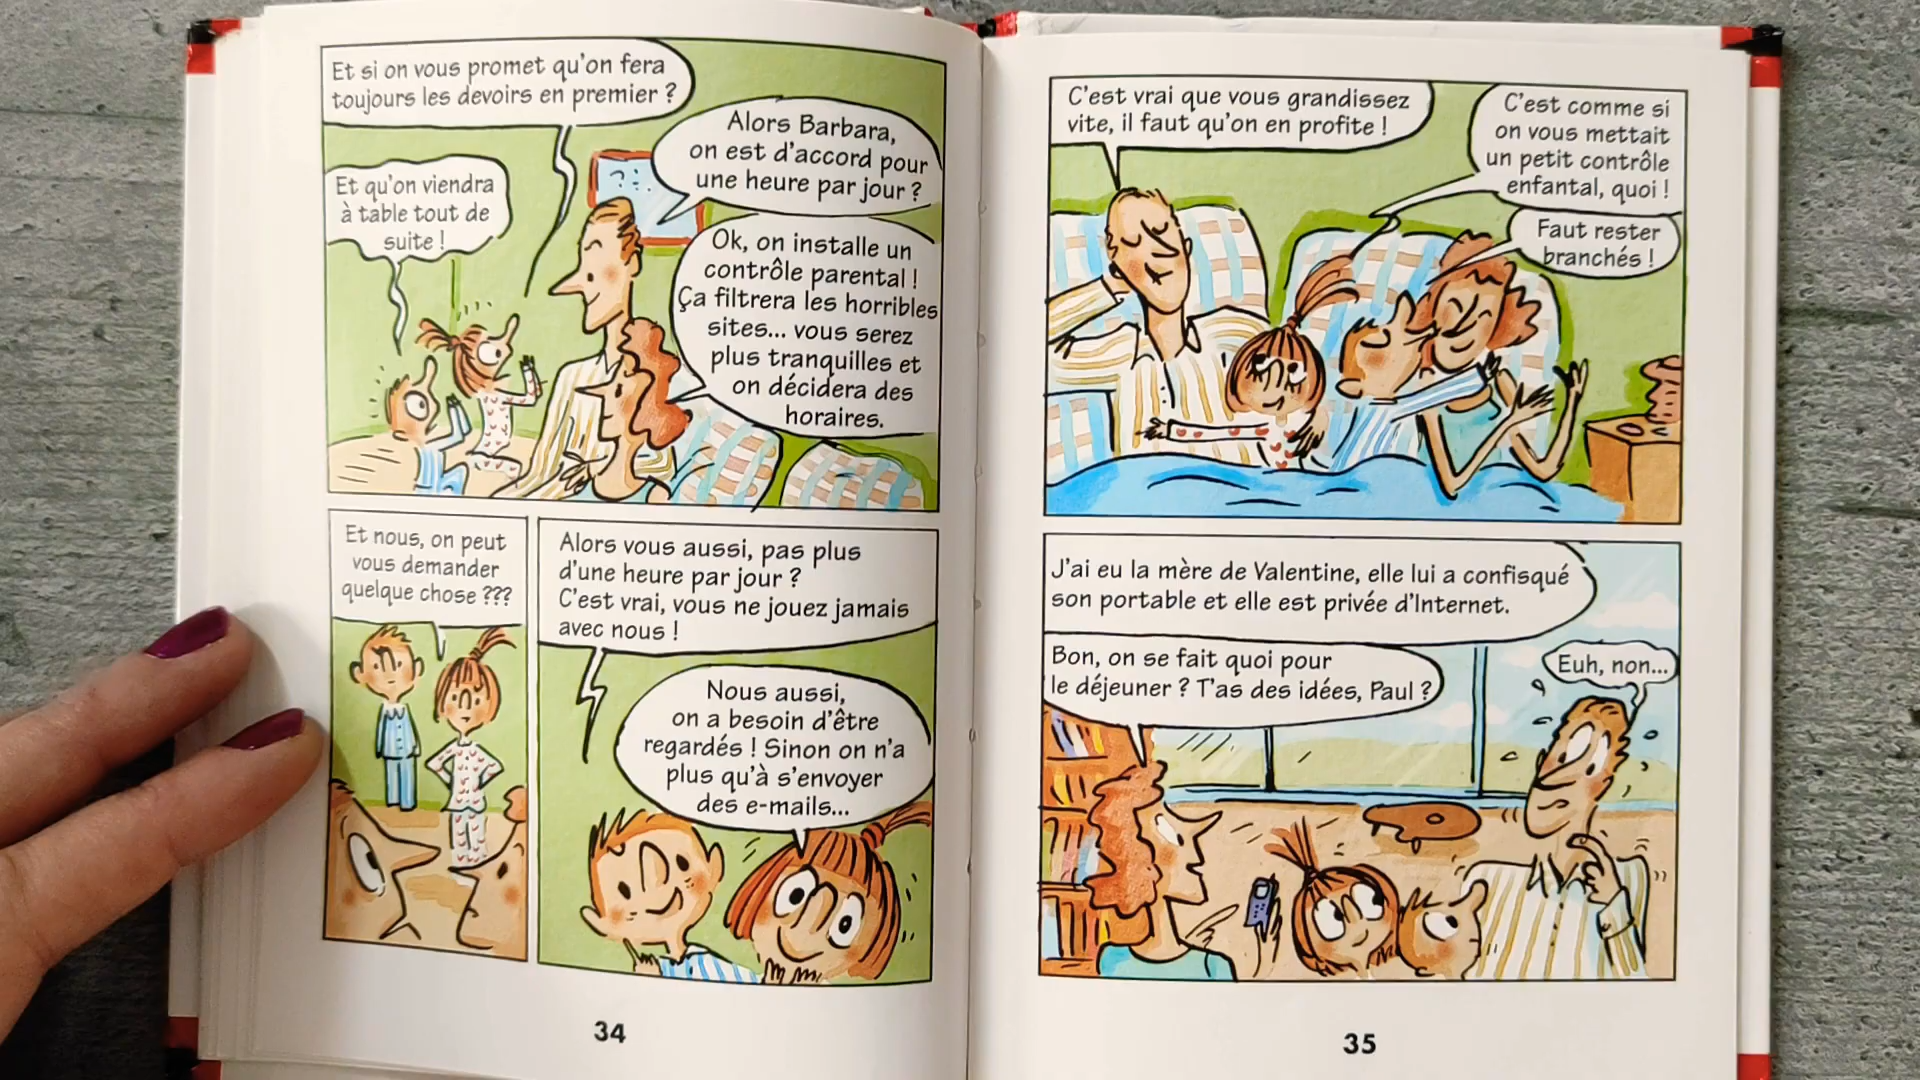 Et si on vous promet qu'on fera
toujours les devoirs en premier ?
Et qu'on viendra
à table tout de
suite !
Alors Barbara,
on est d'accord pour
une heure par jour ?
Ok, on installe un
contrôle parental !
Ça filtrera les horribles
sites... vous serez
plus tranquilles et
on décidera des
horaires.
Et nous, on peut
vous demander
quelque chose ???
Alors vous aussi, pas plus
d'une heure par jour ?
C'est vrai, vous ne jouez jamais
avec nous !
Nous aussi,
on a besoin d'être
regardés ! Sinon on n'a
plus qu'à s'envoyer
des e-mails...
34
C'est vrai que vous grandissez
vite, il faut qu'on en profite !
C'est comme si
on vous mettait
un petit contrôle
enfantal, quoi !
Faut rester
branchés !
J'ai eu la mère de Valentine, elle lui a confisqué
son portable et elle est privée d'Internet.
Bon, on se fait quoi pour
le déjeuner ? T'as des idées, Paul ?
Euh, non...
35